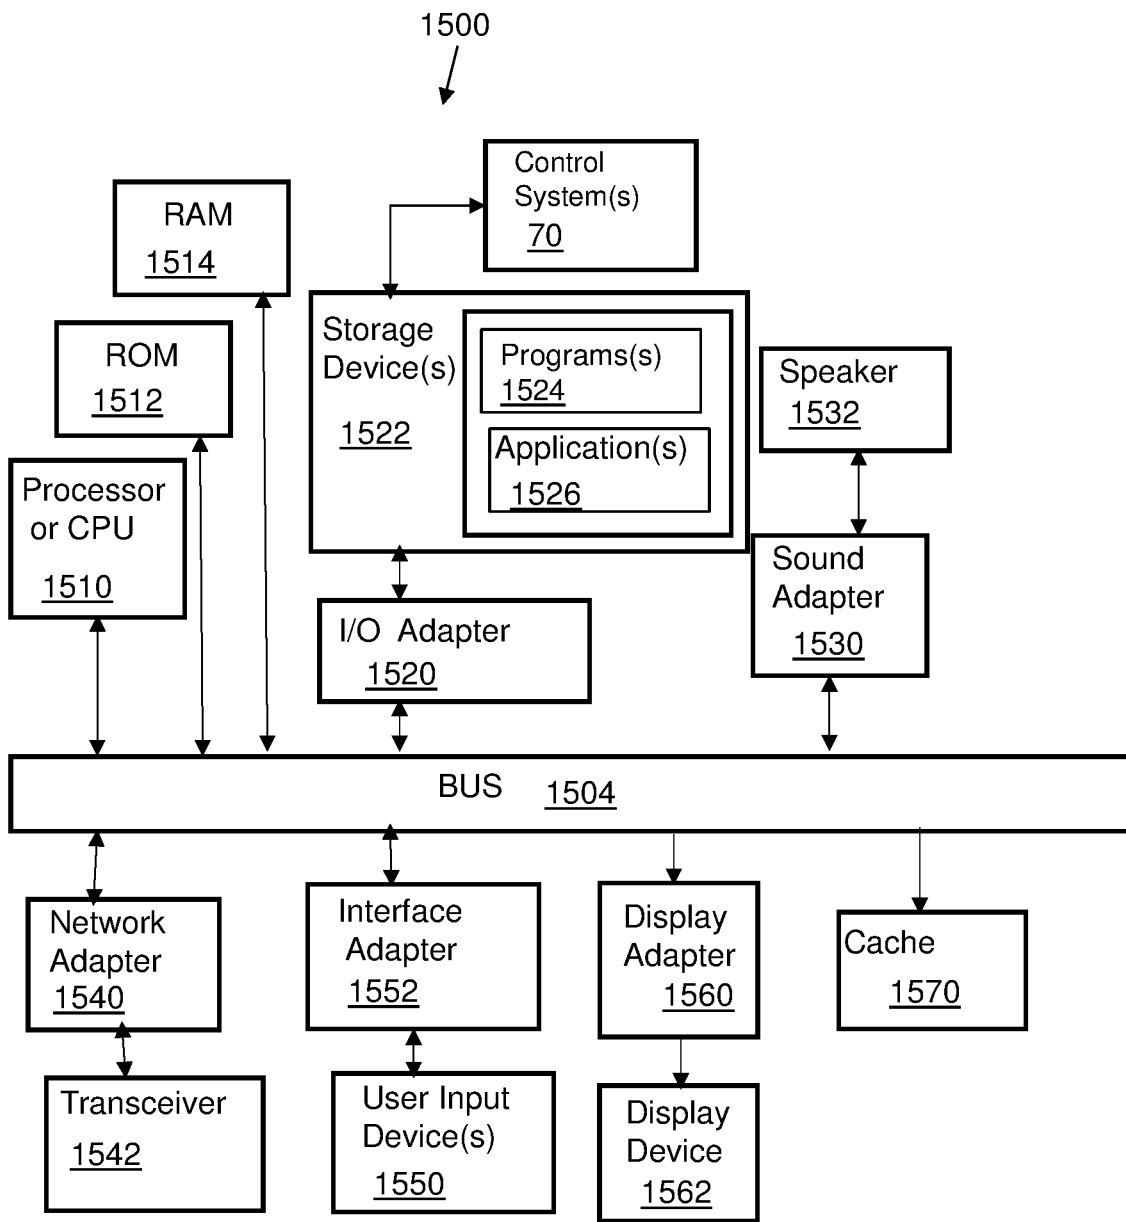 1500
Control
System(s)
70
RAM
1514
ROM
1512
Storage
Device(s)
1522
Programs(s)
1524
Application(s)
1526
Speaker
1532
Processor
or CPU
1510
Sound
Adapter
1530
I/O Adapter
1520
BUS 1504
Network
Adapter
1540
Interface
Adapter
1552
Display
Adapter
1560
Cache
1570
Transceiver
1542
User Input
Device(s)
1550
Display
Device
1562